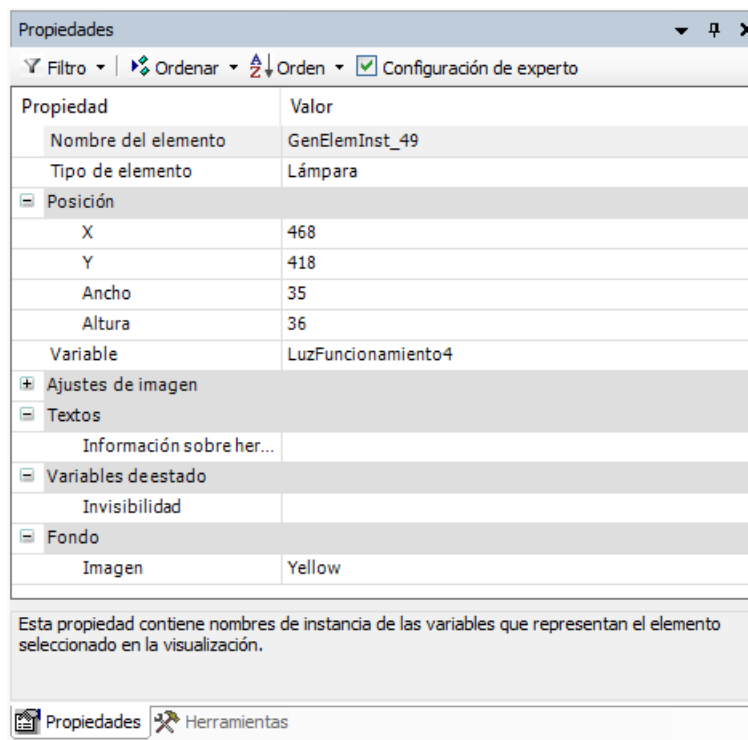 Propiedades
Filtro Ordenar Orden Configuración de experto
Propiedad Valor
Nombre del elemento GenElemInst_49
Tipo de elemento Lámpara
Posición
X 468
Y 418
Ancho 35
Altura 36
Variable LuzFuncionamiento4
Ajustes de imagen
Textos
Información sobre her...
Variables de estado
Invisibilidad
Fondo
Imagen Yellow
Esta propiedad contiene nombres de instancia de las variables que representan el elemento
seleccionado en la visualización.
Propiedades Herramientas